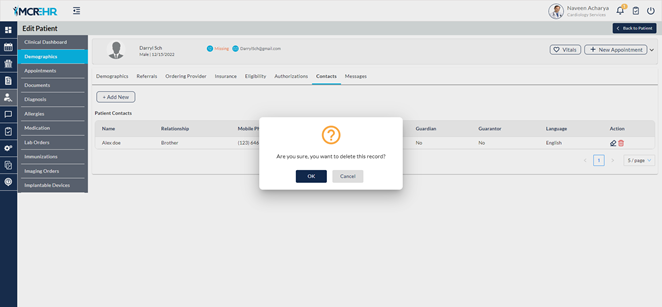 MCREHR
Naveen Acharya
Cardiology Services
Edit Patient
Back to Patient
Clinical Dashboard
Demographics
Appointments
Documents
Diagnosis
Allergies
Medication
Lab Orders
Immunizations
Imaging Orders
Implantable Devices
Darryl Sch
Male | 12/15/2022
Missing
DarrylSch@gmail.com
Vitals
+ New Appointment
Demographics Referrals Ordering Provider Insurance Eligibility Authorizations Contacts Messages
+ Add New
Patient Contacts
Name Relationship Mobile Ph Guardian Guarantor Language Action
Alex doe Brother (123) 646 No No English
1
5 / page
Are you sure, you want to delete this record?
OK Cancel